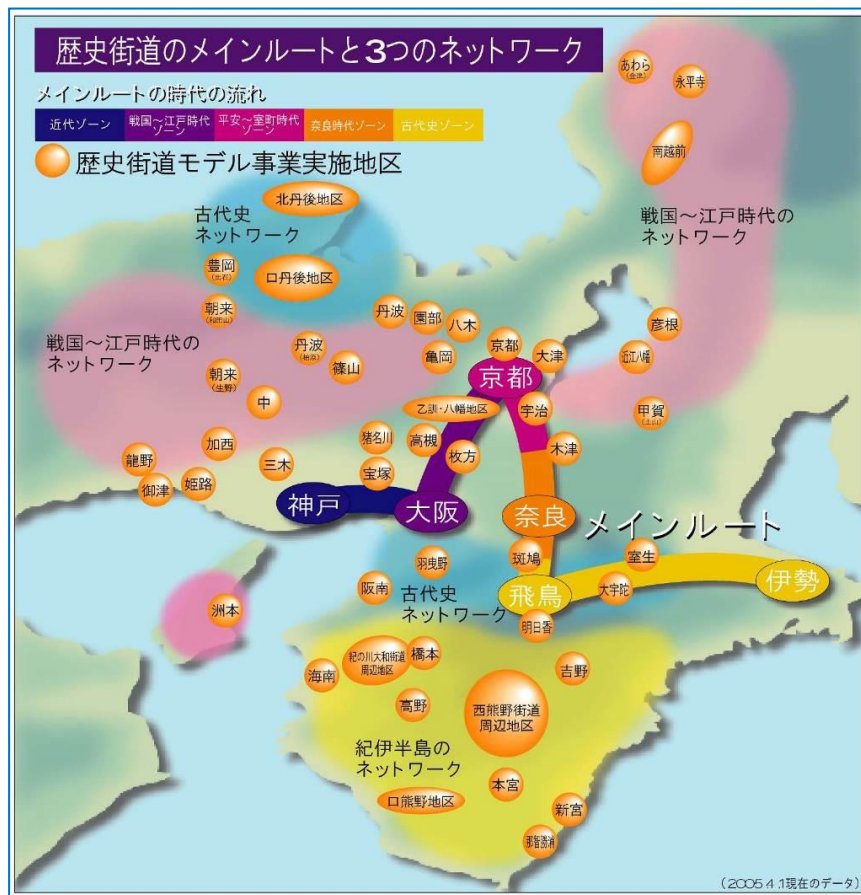 歴史街道のメインルートと3つのネットワーク
メインルートの時代の流れ
近代ゾーン
戦国~江戸時代
ゾーン
平安~室町時代
ゾーン
奈良時代ゾーン
古代史ゾーン
歴史街道モデル事業実施地区
あわら
(金津)
永平寺
南越前
北丹後地区
古代史
ネットワーク
戦国~江戸時代の
ネットワーク
豊岡
(出石)
口丹後地区
朝来
(和田山)
丹波
園部
八木
彦根
戦国~江戸時代の
ネットワーク
丹波
(柏原)
篠山
亀岡
京都
大津
近江八幡
京都
朝来
(生野)
中
乙訓・八幡地区
宇治
甲賀
(土山)
加西
猪名川
高槻
枚方
木津
龍野
御津
姫路
三木
宝塚
神戸
大阪
奈良
メインルート
羽曳野
斑鳩
室生
阪南
古代史
ネットワーク
飛鳥
大宇陀
伊勢
洲本
明日香
海南
紀の川大和街道
周辺地区
橋本
吉野
高野
西熊野街道
周辺地区
紀伊半島の
ネットワーク
本宮
口熊野地区
新宮
那智勝浦
(2005.4.1現在のデータ)